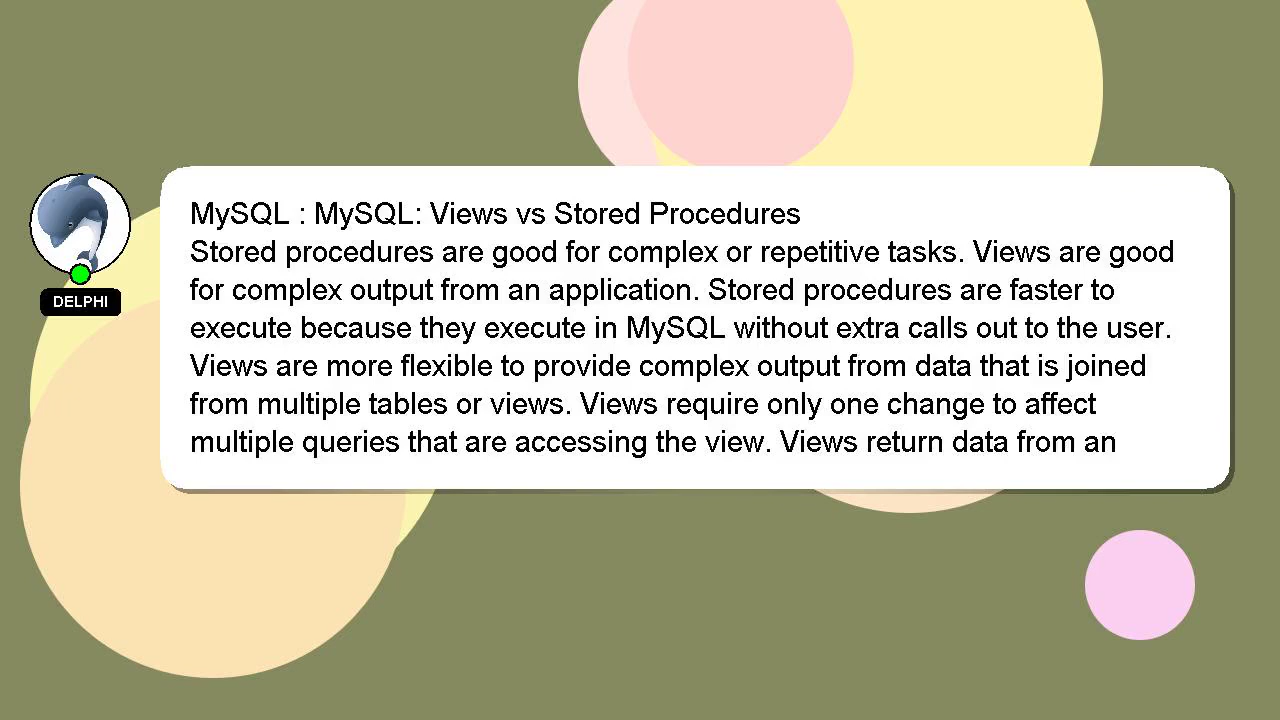 MySQL : MySQL: Views vs Stored Procedures
Stored procedures are good for complex or repetitive tasks. Views are good
for complex output from an application. Stored procedures are faster to
execute because they execute in MySQL without extra calls out to the user.
Views are more flexible to provide complex output from data that is joined
from multiple tables or views. Views require only one change to affect
multiple queries that are accessing the view. Views return data from an
DELPHI